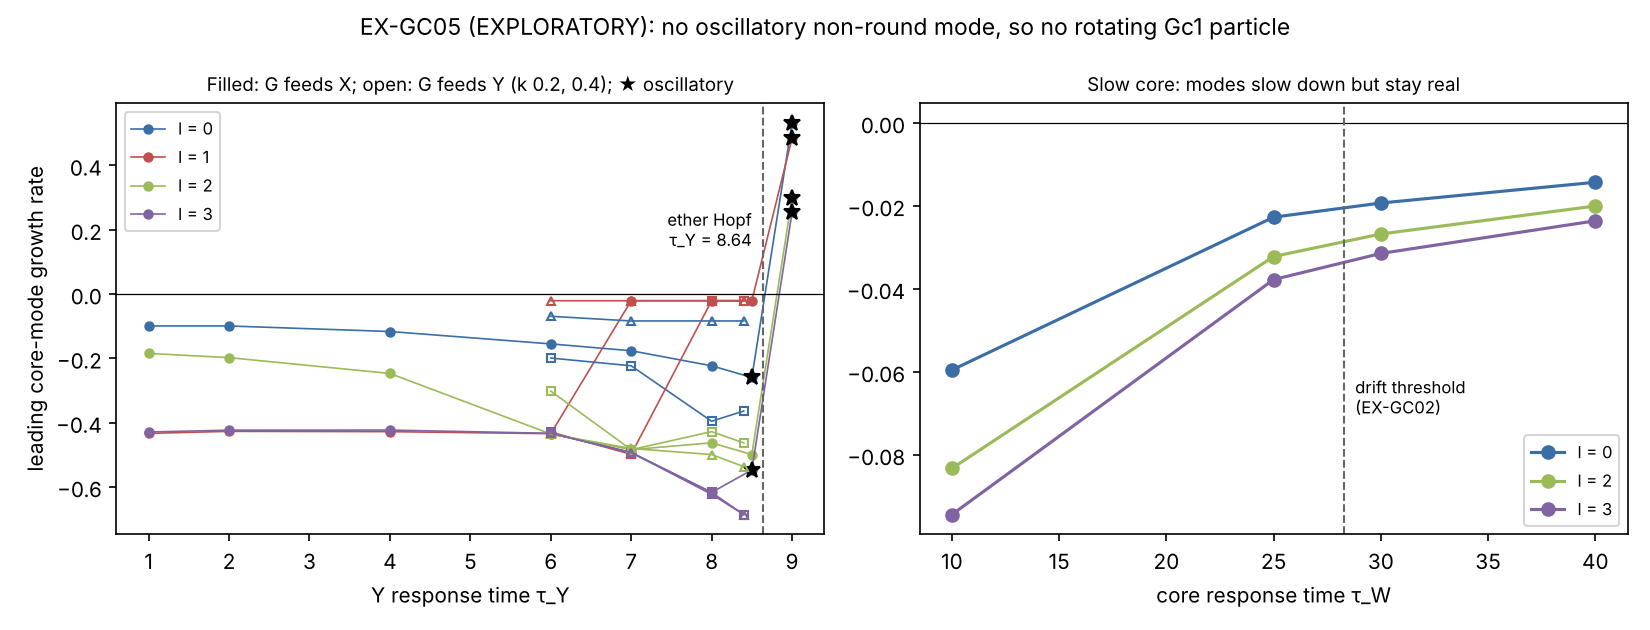 EX-GC05 (EXPLORATORY): no oscillatory non-round mode, so no rotating Gc1 particle
Filled: G feeds X; open: G feeds Y (k 0.2, 0.4); ★ oscillatory
l = 0
l = 1
l = 2
l = 3
ether Hopf
τ_Y = 8.64
0.4
0.2
0.0
−0.2
−0.4
−0.6
leading core-mode growth rate
1 2 3 4 5 6 7 8 9
Y response time τ_Y
Slow core: modes slow down but stay real
0.00
−0.02
−0.04
−0.06
−0.08
drift threshold
(EX-GC02)
l = 0
l = 2
l = 3
10 15 20 25 30 35 40
core response time τ_W